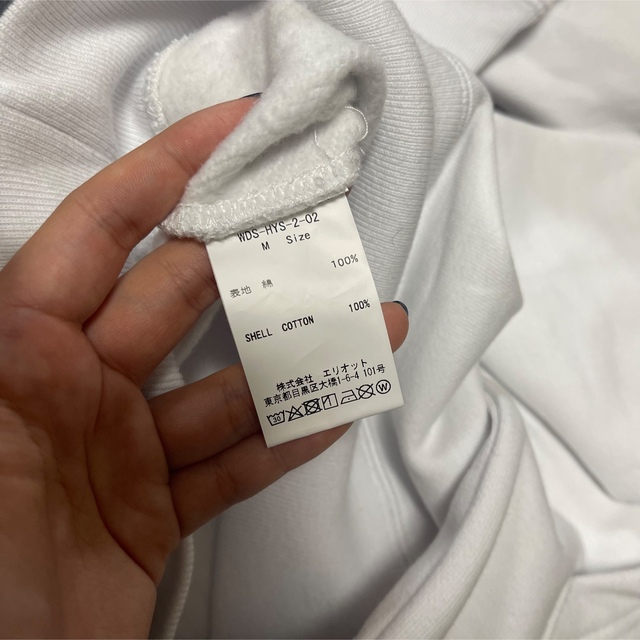 WDS-HYS-2-02
M Size
100%
表地 綿
SHELL COTTON 100%
株式会社 エリオット
東京都目黒区大橋1-6-4 101号
30 W